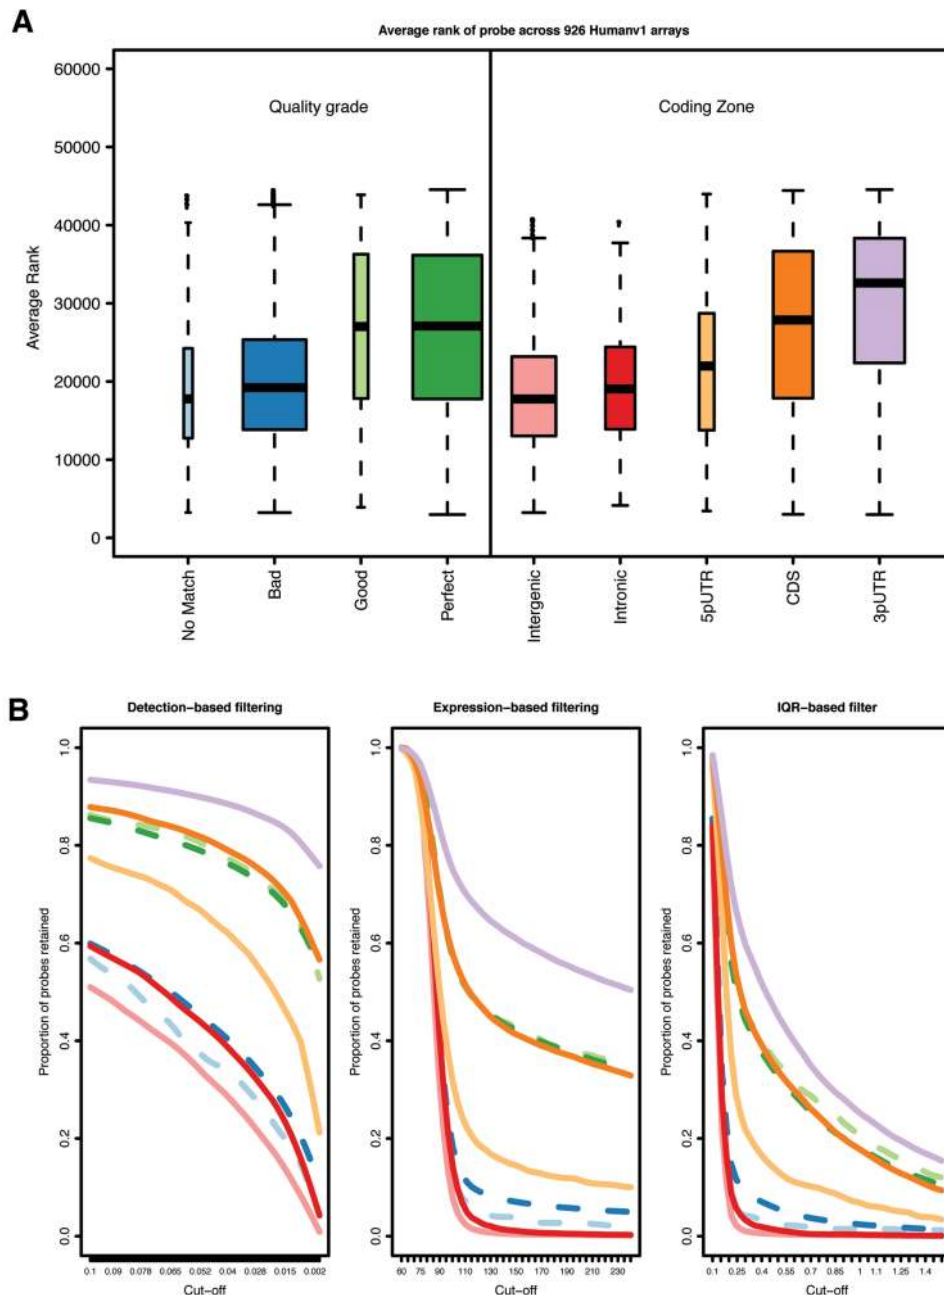 A
Average rank of probe across 926 Humanv1 arrays
Quality grade
Coding Zone
Average Rank
60000
50000
40000
30000
20000
10000
0
No Match
Bad
Good
Perfect
Intergenic
Intronic
5pUTR
CDS
3pUTR
B
Detection−based filtering
Proportion of probes retained
1.0
0.8
0.6
0.4
0.2
0.0
0.1 0.09 0.078 0.065 0.052 0.04 0.028 0.015 0.002
Cut−off
Expression−based filtering
Proportion of probes retained
1.0
0.8
0.6
0.4
0.2
0.0
60 75 90 110 130 150 170 190 210 230
Cut−off
IQR−based filter
Proportion of probes retained
1.0
0.8
0.6
0.4
0.2
0.0
0.1 0.25 0.4 0.55 0.7 0.85 1 1.1 1.25 1.4
Cut−off